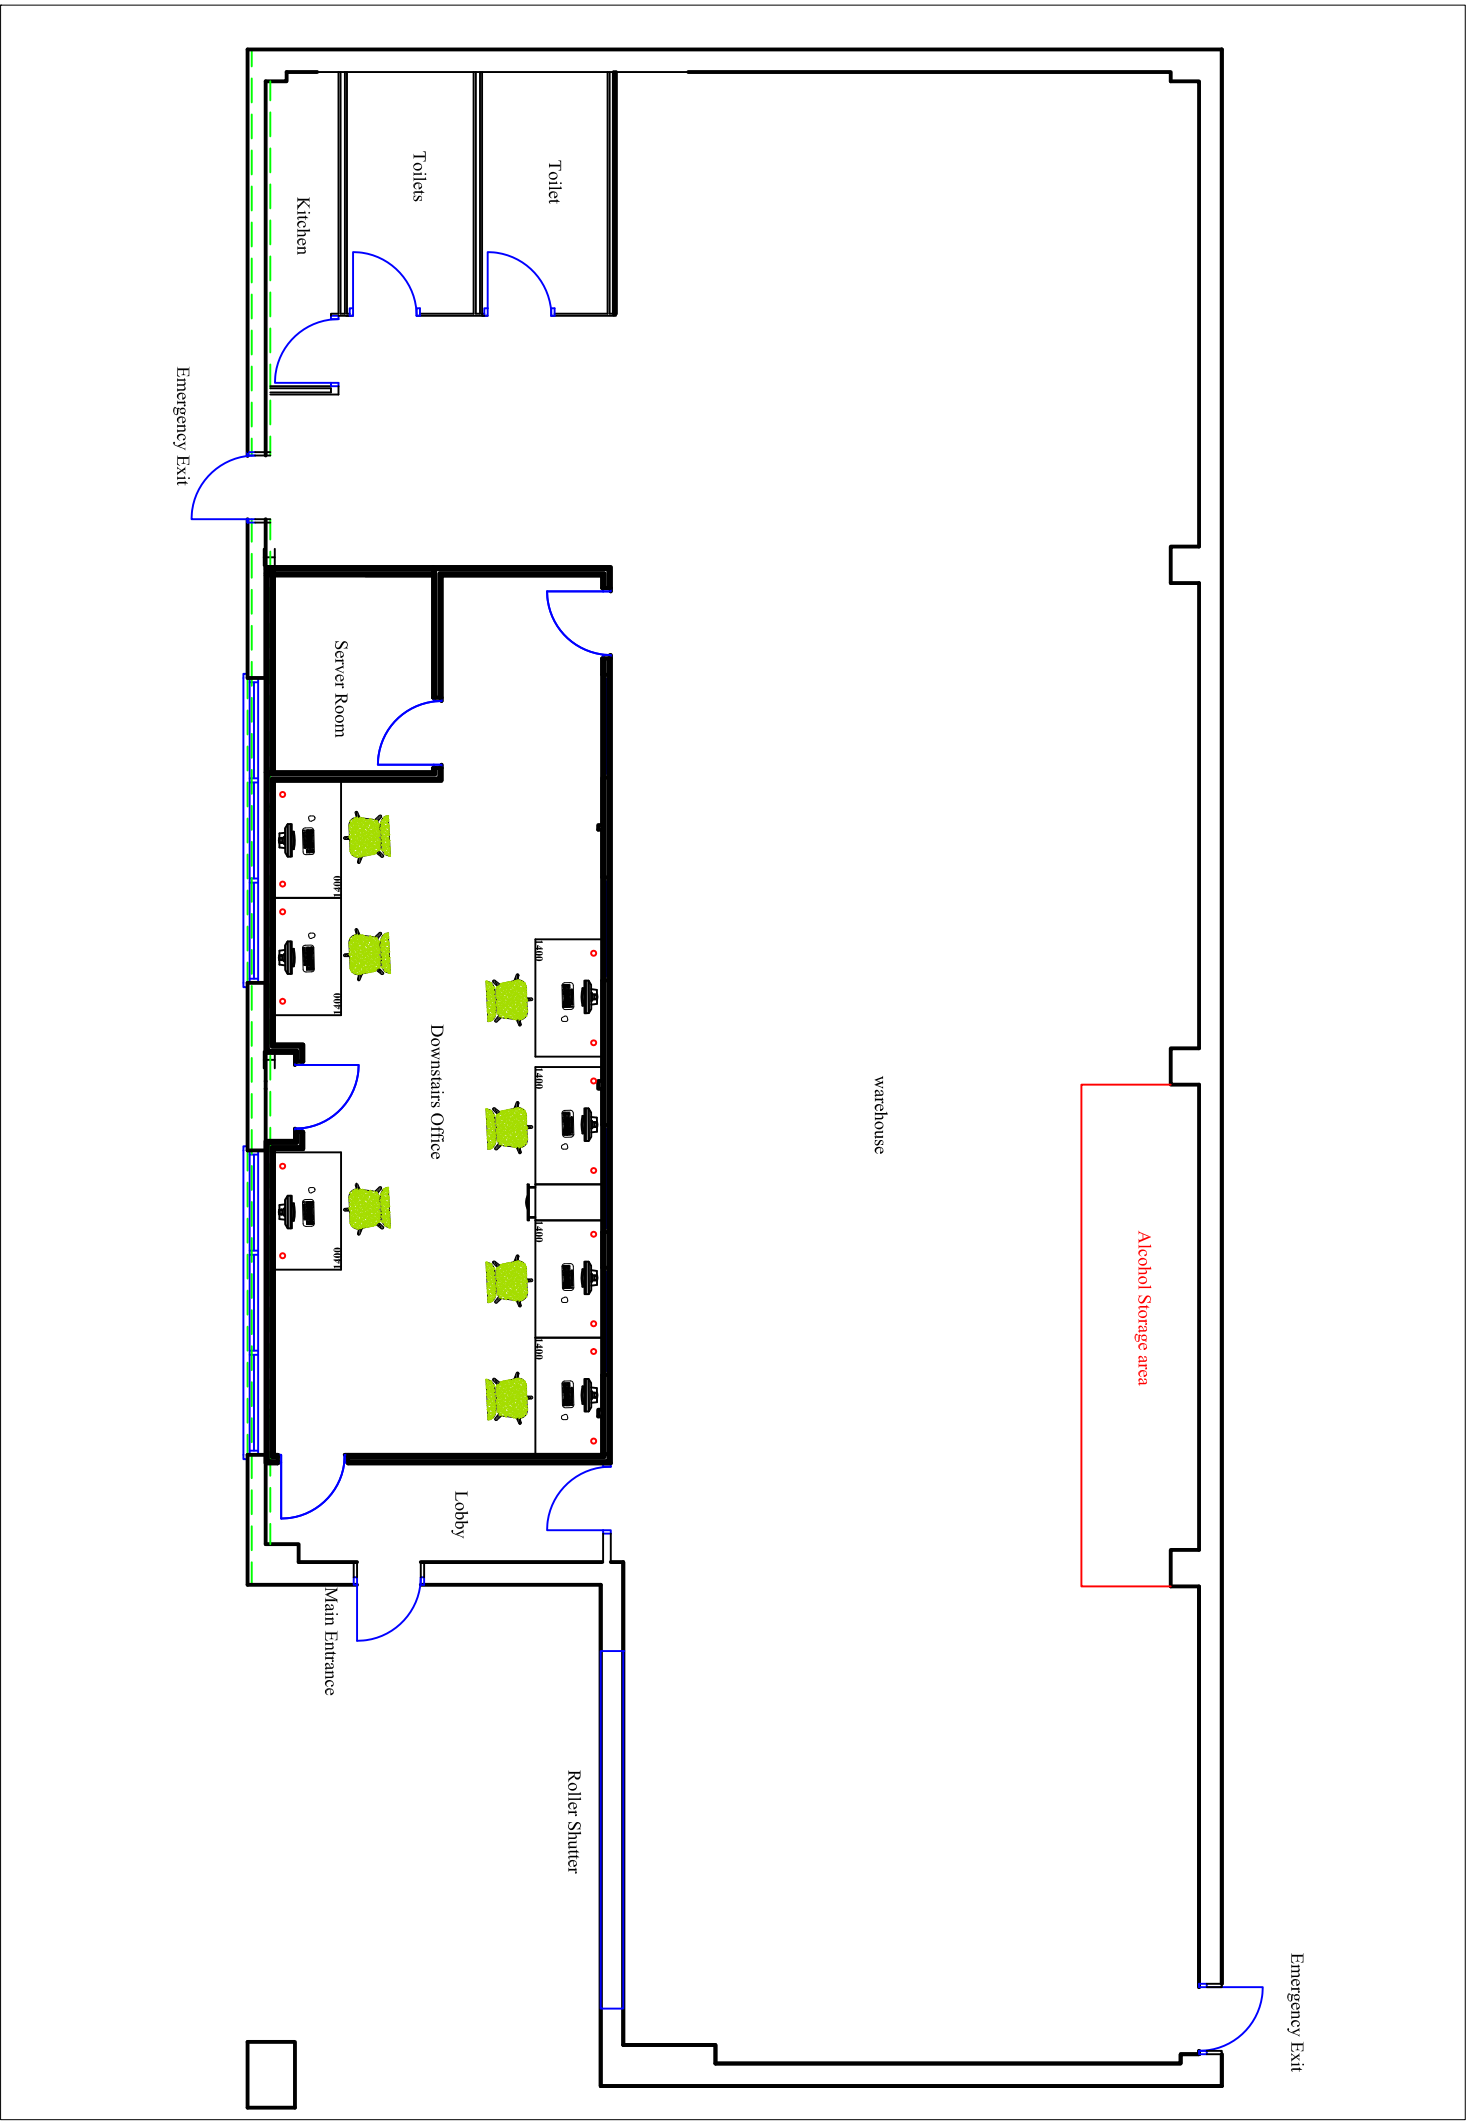 Emergency Exit
Alcohol Storage area
warehouse
Roller Shutter
Toilet
1400
1400
1400
1400
Lobby
Downstairs Office
Toilets
Server Room
1400
1400
1400
Main Entrance
Kitchen
Emergency Exit